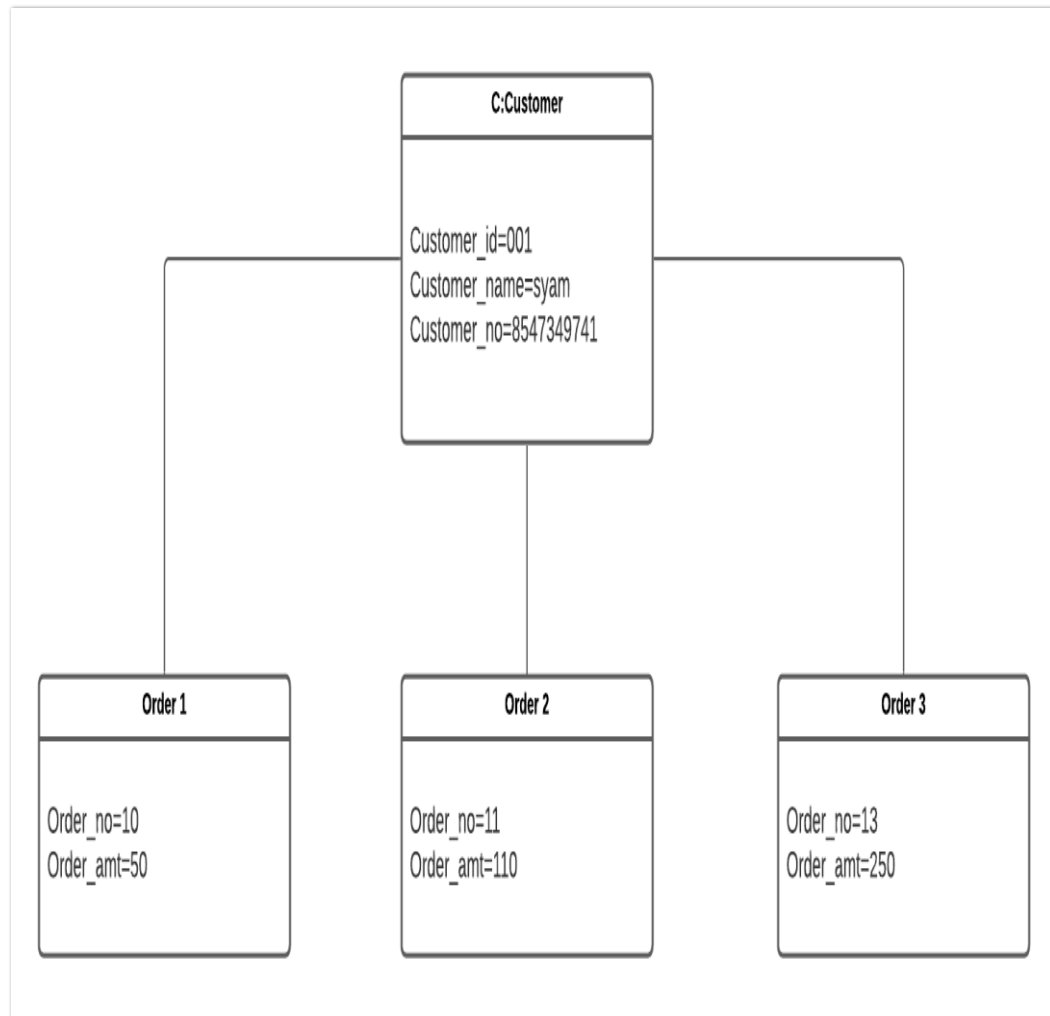 C:Customer
Customer_id=001
Customer_name=syam
Customer_no=8547349741
Order 1
Order_no=10
Order_amt=50
Order 2
Order_no=11
Order_amt=110
Order 3
Order_no=13
Order_amt=250